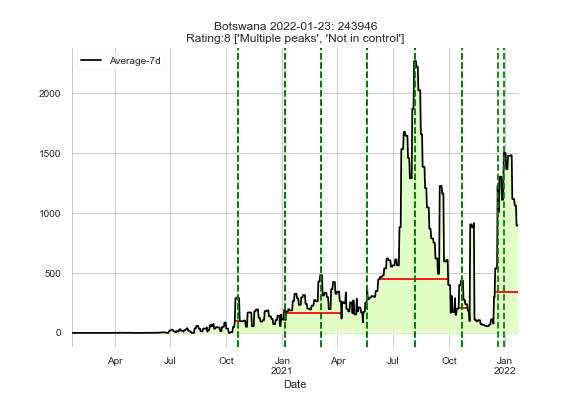 Botswana 2022-01-23: 243946
Rating:8 ['Multiple peaks', 'Not in control']
Average-7d
2000
1500
1000
500
0
Apr Jul Oct Jan Apr Jul Oct Jan
2021 2022
Date